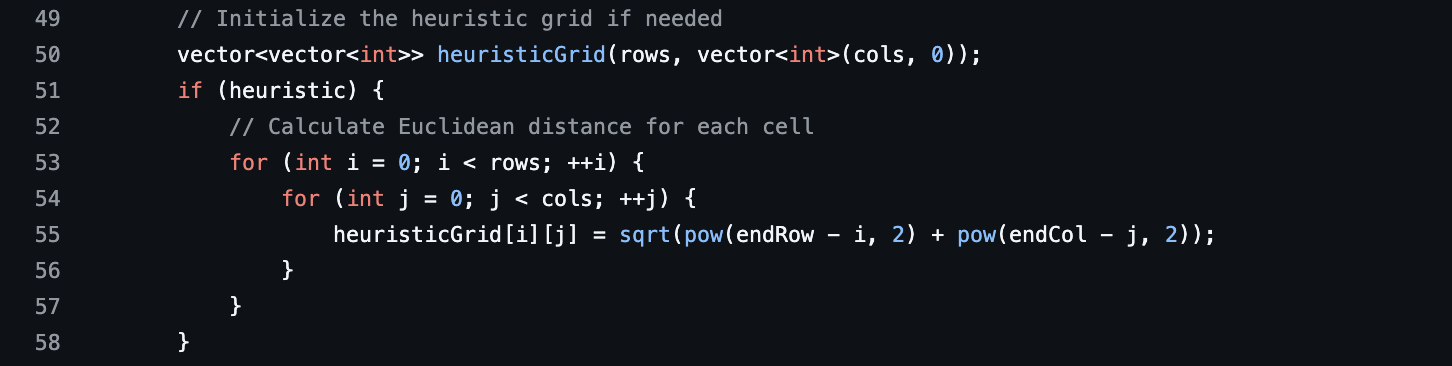 49 // Initialize the heuristic grid if needed
50 vector<vector<int>> heuristicGrid(rows, vector<int>(cols, 0));
51 if (heuristic) {
52 // Calculate Euclidean distance for each cell
53 for (int i = 0; i < rows; ++i) {
54 for (int j = 0; j < cols; ++j) {
55 heuristicGrid[i][j] = sqrt(pow(endRow - i, 2) + pow(endCol - j, 2));
56 }
57 }
58 }